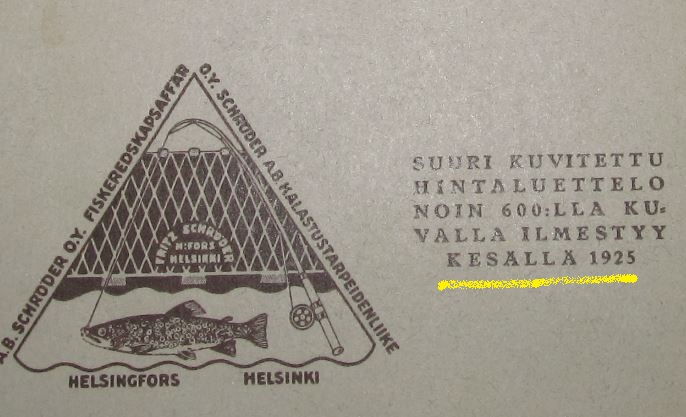 A.B. SCHRÖDER O.Y. FISKEREDSKAPSAFFÄR
O.Y. SCHRÖDER A.B. KALASTUSTARPEIDENLIIKE
FRITZ SCHRÖDER
H:FORS
HELSINKI
HELSINGFORS HELSINKI
SUURI KUVITETTU
HINTALUETTELO
NOIN 600:LLA KU-
VALLA ILMESTYY
KESÄLLÄ 1925